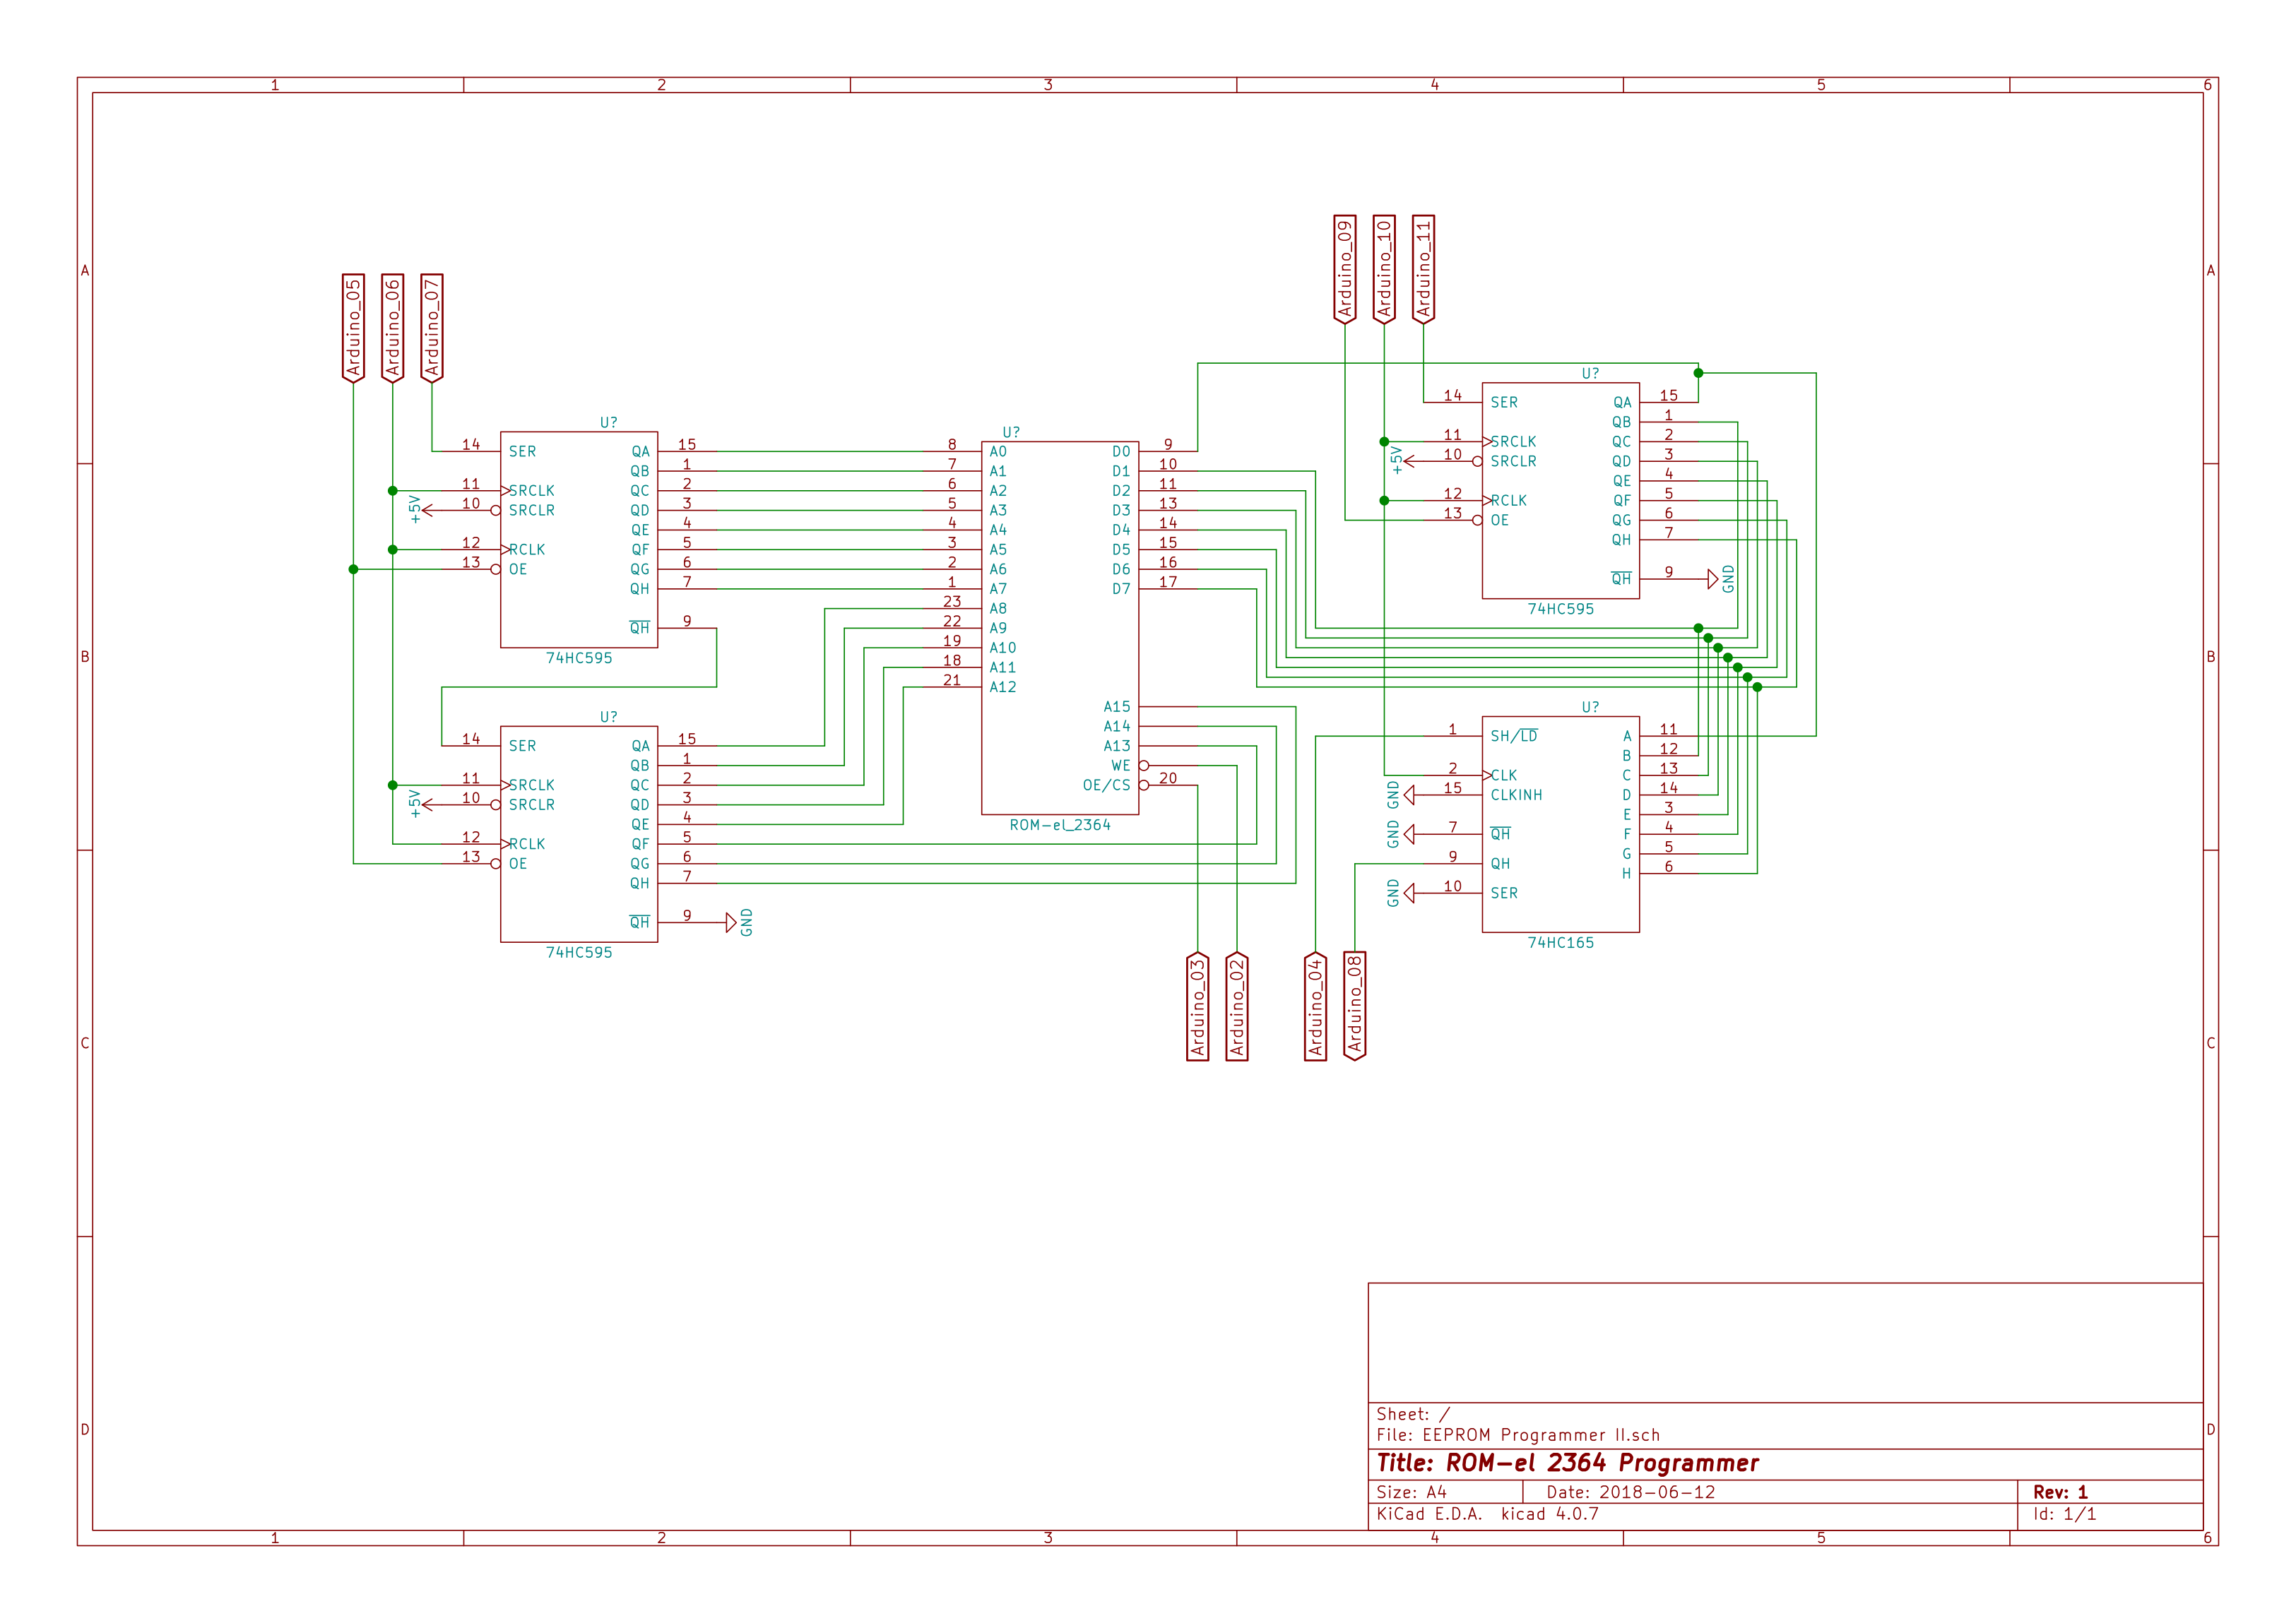 1 2 3 4 5 6
A A
B B
C C
D D
Arduino_05
Arduino_06
Arduino_07
Arduino_09
Arduino_10
Arduino_11
U?
14 SER QA 15
QB 1
11 SRCLK QC 2
+5V 10 SRCLR QD 3
QE 4
12 RCLK QF 5
13 OE QG 6
QH 7
QH 9
74HC595
U?
14 SER QA 15
QB 1
11 SRCLK QC 2
+5V 10 SRCLR QD 3
QE 4
12 RCLK QF 5
13 OE QG 6
QH 7
QH 9 GND
74HC595
U?
8 A0 D0 9
7 A1 D1 10
6 A2 D2 11
5 A3 D3 13
4 A4 D4 14
3 A5 D5 15
2 A6 D6 16
1 A7 D7 17
23 A8
22 A9
19 A10
18 A11
21 A12
A15
A14
A13
WE
OE/CS 20
ROM-el_2364
U?
14 SER QA 15
QB 1
11 SRCLK QC 2
+5V 10 SRCLR QD 3
QE 4
12 RCLK QF 5
13 OE QG 6
QH 7
QH 9 GND
74HC595
U?
1 SH/LD A 11
B 12
2 CLK C 13
GND 15 CLKINH D 14
E 3
GND 7 QH F 4
9 QH G 5
H 6
GND 10 SER
74HC165
Arduino_03
Arduino_02
Arduino_04
Arduino_08
Sheet: /
File: EEPROM Programmer II.sch
Title: ROM-el 2364 Programmer
Size: A4 Date: 2018-06-12 Rev: 1
KiCad E.D.A. kicad 4.0.7 Id: 1/1
1 2 3 4 5 6